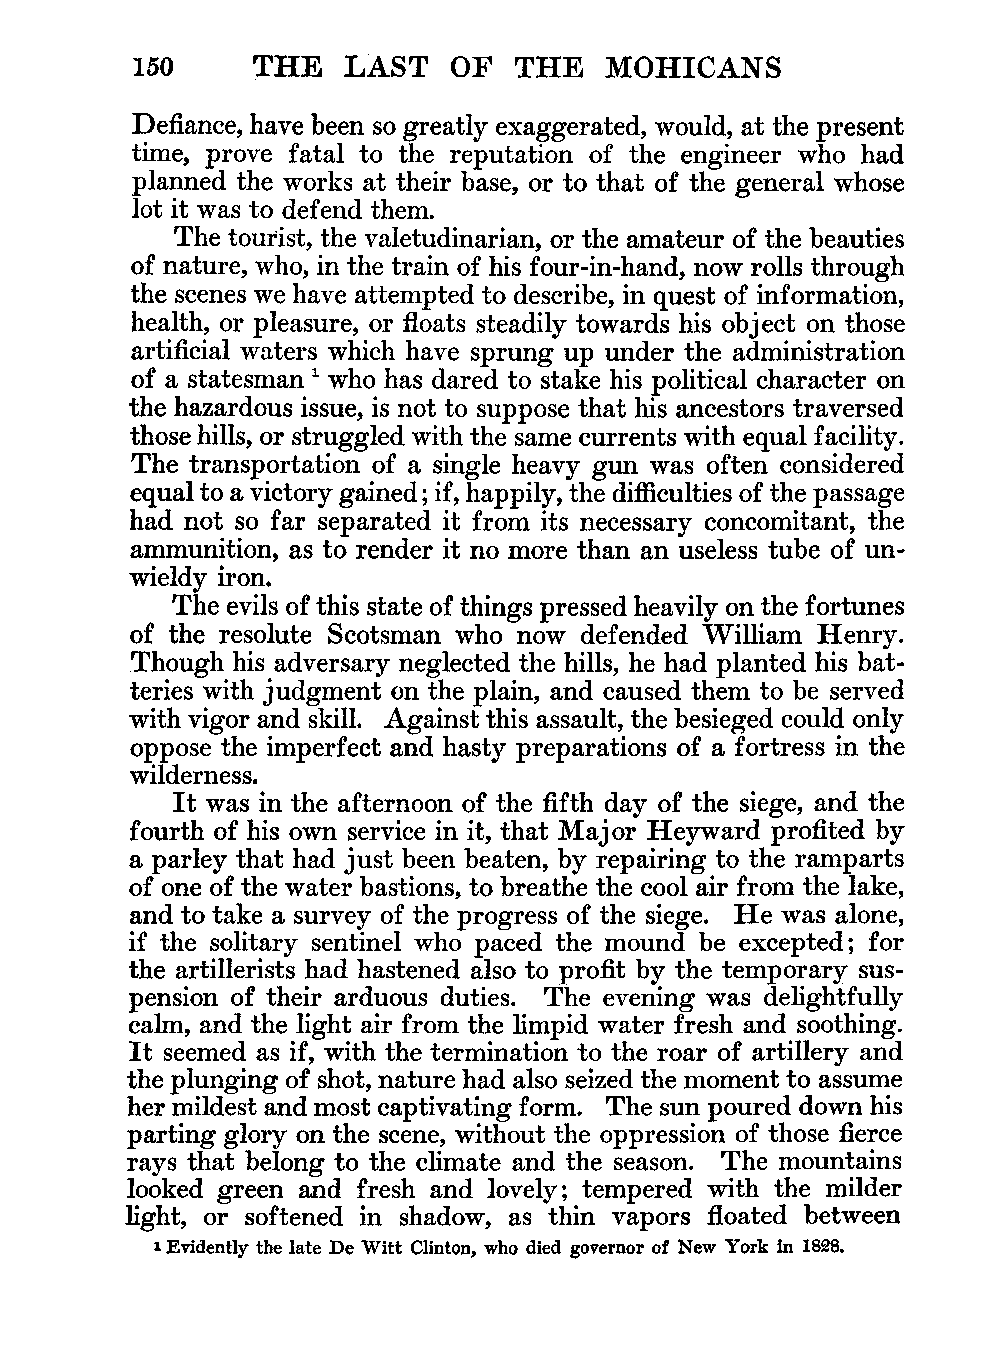 150 THE LAST OF THE MOHICANS
Defiance, have been so greatly exaggerated, would, at the present
time, prove fatal to the reputation of the engineer who had
planned the works at their base, or to that of the general whose
lot it was to defend them.
The tourist, the valetudinarian, or the amateur of the beauties
of nature, who, in the train of his four-in-hand, now rolls through
the scenes we have attempted to describe, in quest of information,
health, or pleasure, or floats steadily towards his object on those
artificial waters which have sprung up under the administration
of a statesman ¹ who has dared to stake his political character on
the hazardous issue, is not to suppose that his ancestors traversed
those hills, or struggled with the same currents with equal facility.
The transportation of a single heavy gun was often considered
equal to a victory gained; if, happily, the difficulties of the passage
had not so far separated it from its necessary concomitant, the
ammunition, as to render it no more than an useless tube of un-
wieldy iron.
The evils of this state of things pressed heavily on the fortunes
of the resolute Scotsman who now defended William Henry.
Though his adversary neglected the hills, he had planted his bat-
teries with judgment on the plain, and caused them to be served
with vigor and skill. Against this assault, the besieged could only
oppose the imperfect and hasty preparations of a fortress in the
wilderness.
It was in the afternoon of the fifth day of the siege, and the
fourth of his own service in it, that Major Heyward profited by
a parley that had just been beaten, by repairing to the ramparts
of one of the water bastions, to breathe the cool air from the lake,
and to take a survey of the progress of the siege. He was alone,
if the solitary sentinel who paced the mound be excepted; for
the artillerists had hastened also to profit by the temporary sus-
pension of their arduous duties. The evening was delightfully
calm, and the light air from the limpid water fresh and soothing.
It seemed as if, with the termination to the roar of artillery and
the plunging of shot, nature had also seized the moment to assume
her mildest and most captivating form. The sun poured down his
parting glory on the scene, without the oppression of those fierce
rays that belong to the climate and the season. The mountains
looked green and fresh and lovely; tempered with the milder
light, or softened in shadow, as thin vapors floated between
¹ Evidently the late De Witt Clinton, who died governor of New York in 1828.